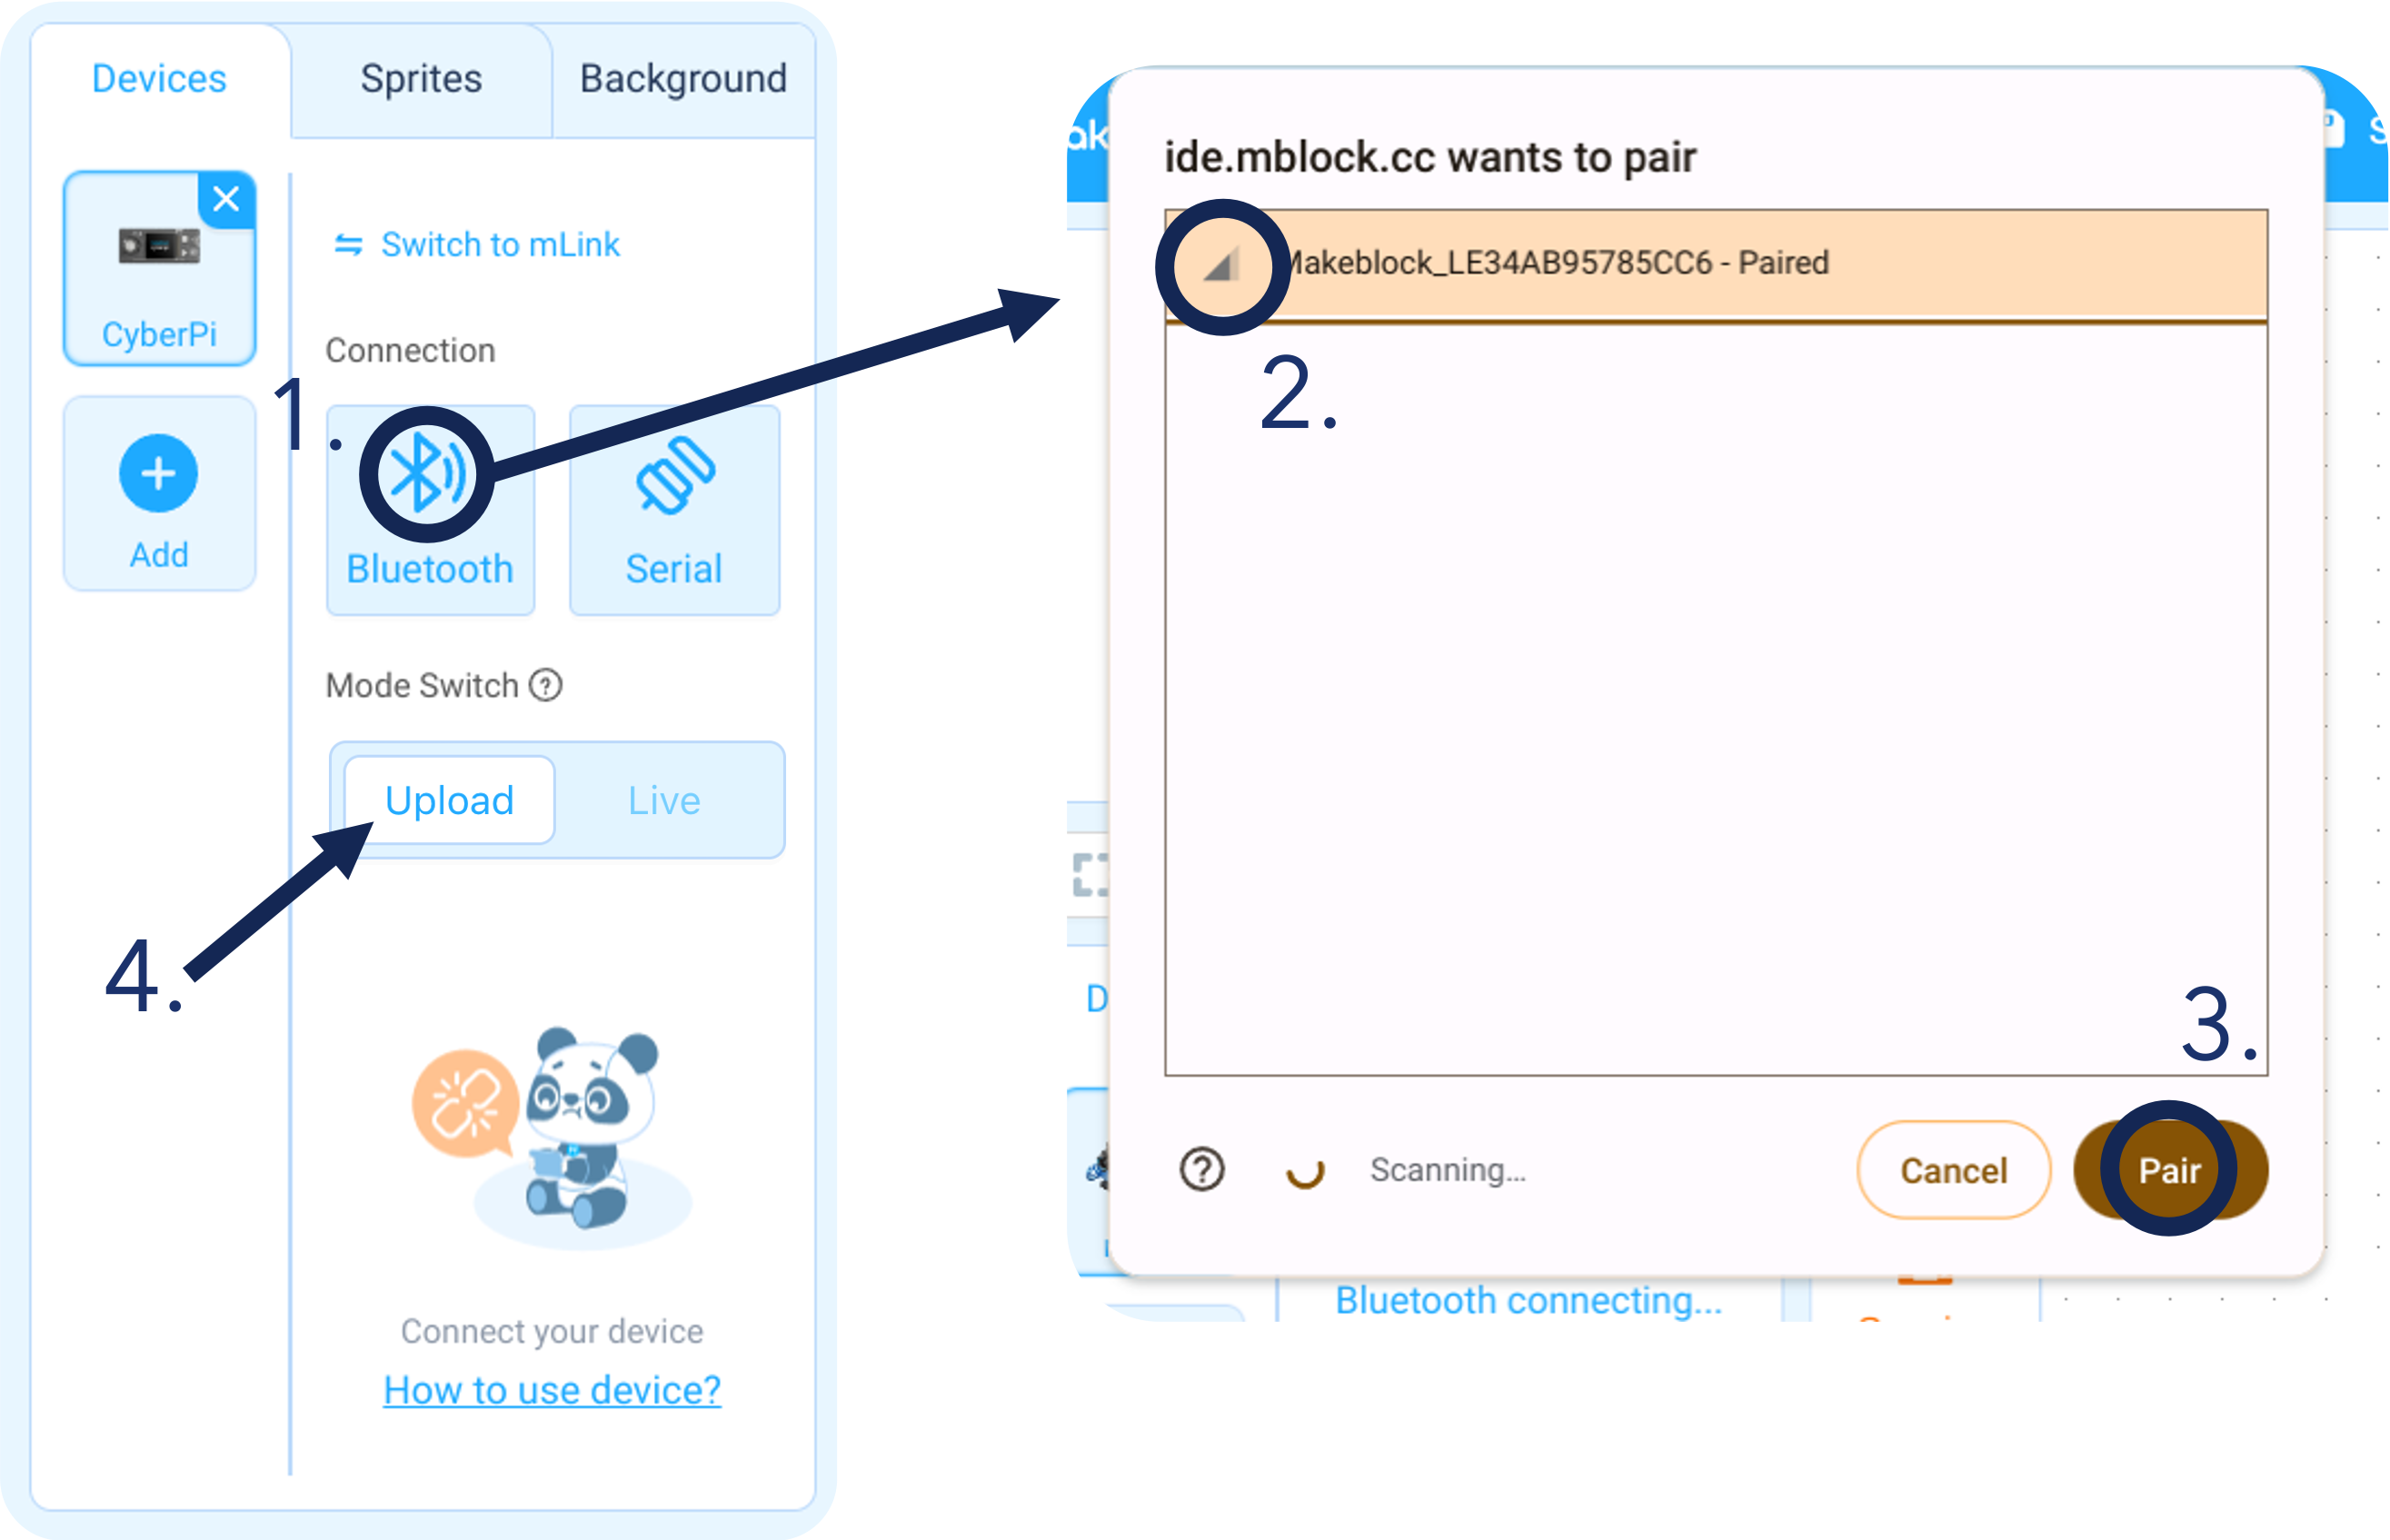 Devices
Sprites
Background
CyberPi
Add
Switch to mLink
Connection
1.
Bluetooth
Serial
Mode Switch
Upload
Live
4.
Connect your device
How to use device?
ak
S
ide.mblock.cc wants to pair
Makeblock_LE34AB95785CC6 - Paired
2.
3.
D
Scanning...
Cancel
Pair
Bluetooth connecting...